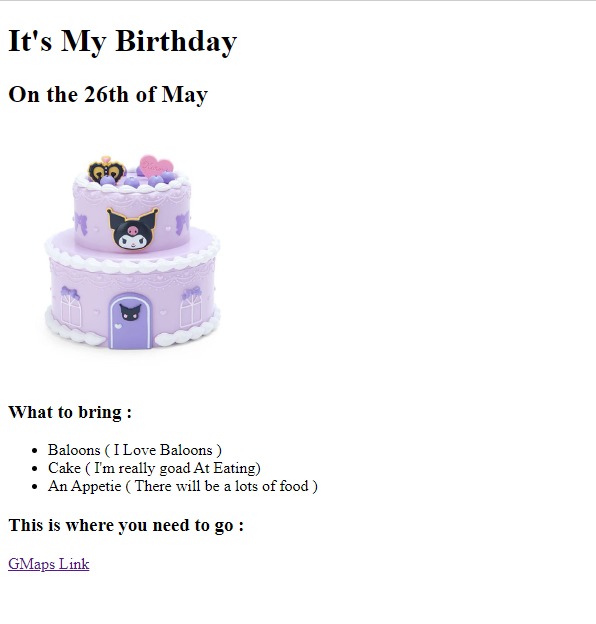 It's My Birthday
On the 26th of May
What to bring :
Baloons ( I Love Baloons )
Cake ( I'm really goad At Eating)
An Appetie ( There will be a lots of food )
This is where you need to go :
GMaps Link